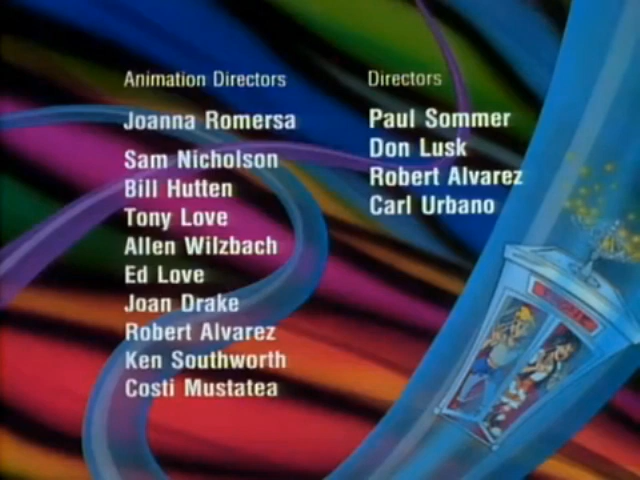 Animation Directors
Joanna Romersa
Sam Nicholson
Bill Hutten
Tony Love
Allen Wilzbach
Ed Love
Joan Drake
Robert Alvarez
Ken Southworth
Costi Mustatea
Directors
Paul Sommer
Don Lusk
Robert Alvarez
Carl Urbano